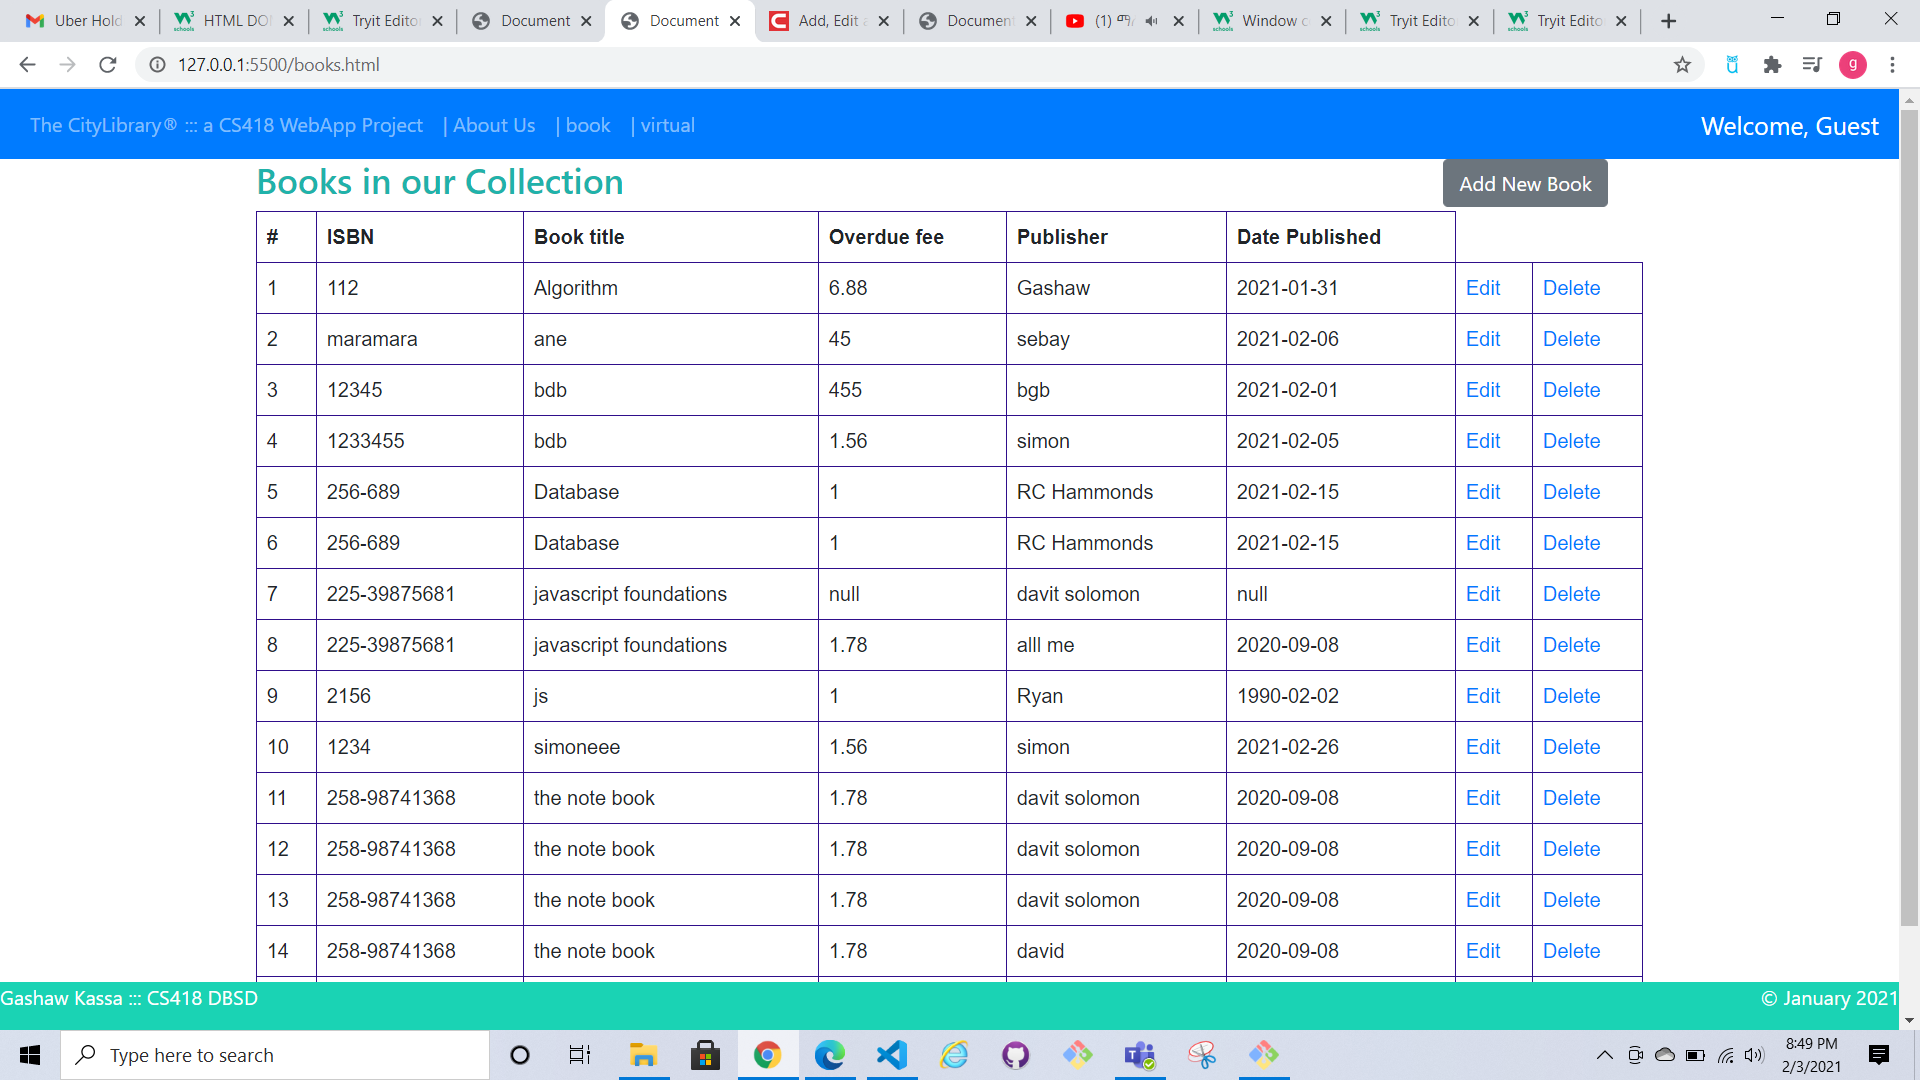 Uber Hold
HTML DO
Tryit Edito
Document
Document
Add, Edit a
Document
(1)
Window c
Tryit Edito
Tryit Edito
127.0.0.1:5500/books.html
g
The CityLibrary® ::: a CS418 WebApp Project | About Us | book | virtual
Welcome, Guest
Books in our Collection
Add New Book
# ISBN Book title Overdue fee Publisher Date Published
1 112 Algorithm 6.88 Gashaw 2021-01-31 Edit Delete
2 maramara ane 45 sebay 2021-02-06 Edit Delete
3 12345 bdb 455 bgb 2021-02-01 Edit Delete
4 1233455 bdb 1.56 simon 2021-02-05 Edit Delete
5 256-689 Database 1 RC Hammonds 2021-02-15 Edit Delete
6 256-689 Database 1 RC Hammonds 2021-02-15 Edit Delete
7 225-39875681 javascript foundations null davit solomon null Edit Delete
8 225-39875681 javascript foundations 1.78 alll me 2020-09-08 Edit Delete
9 2156 js 1 Ryan 1990-02-02 Edit Delete
10 1234 simoneee 1.56 simon 2021-02-26 Edit Delete
11 258-98741368 the note book 1.78 davit solomon 2020-09-08 Edit Delete
12 258-98741368 the note book 1.78 davit solomon 2020-09-08 Edit Delete
13 258-98741368 the note book 1.78 davit solomon 2020-09-08 Edit Delete
14 258-98741368 the note book 1.78 david 2020-09-08 Edit Delete
Gashaw Kassa ::: CS418 DBSD
© January 2021
Type here to search
8:49 PM
2/3/2021